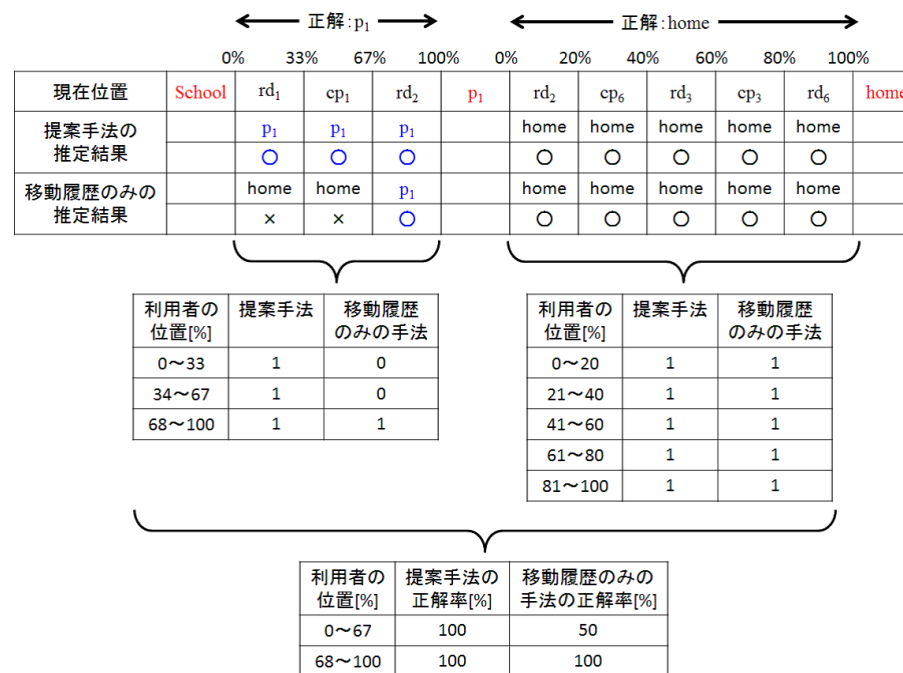 正解:p1 正解:home
0% 33% 67% 100% 0% 20% 40% 60% 80% 100%
現在位置 School rd1 cp1 rd2 p1 rd2 cp6 rd3 cp3 rd6 home
提案手法の推定結果 p1 p1 p1 home home home home home
○ ○ ○ ○ ○ ○ ○ ○
移動履歴のみの推定結果 home home p1 home home home home home
× × ○ ○ ○ ○ ○ ○
利用者の位置[%] 提案手法 移動履歴のみの手法
0～33 1 0
34～67 1 0
68～100 1 1
利用者の位置[%] 提案手法 移動履歴のみの手法
0～20 1 1
21～40 1 1
41～60 1 1
61～80 1 1
81～100 1 1
利用者の位置[%] 提案手法の正解率[%] 移動履歴のみの手法の正解率[%]
0～67 100 50
68～100 100 100